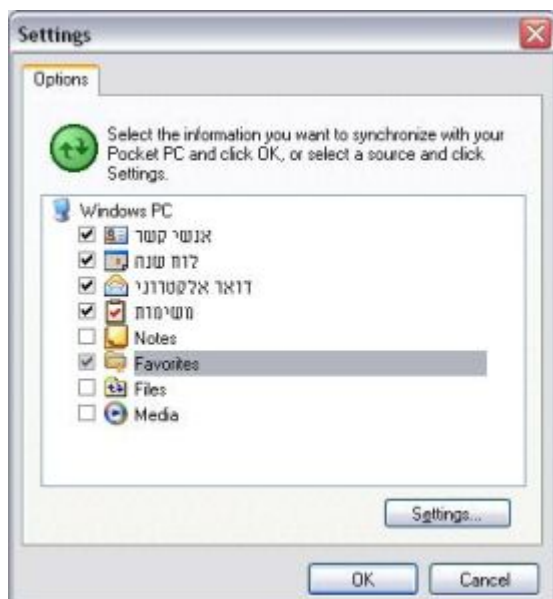 Settings
Options
Select the information you want to synchronize with your
Pocket PC and click OK, or select a source and click
Settings.
Windows PC
אנשי קשר
לוח שנה
דואר אלקטרוני
משימות
Notes
Favorites
Files
Media
Settings...
OK Cancel